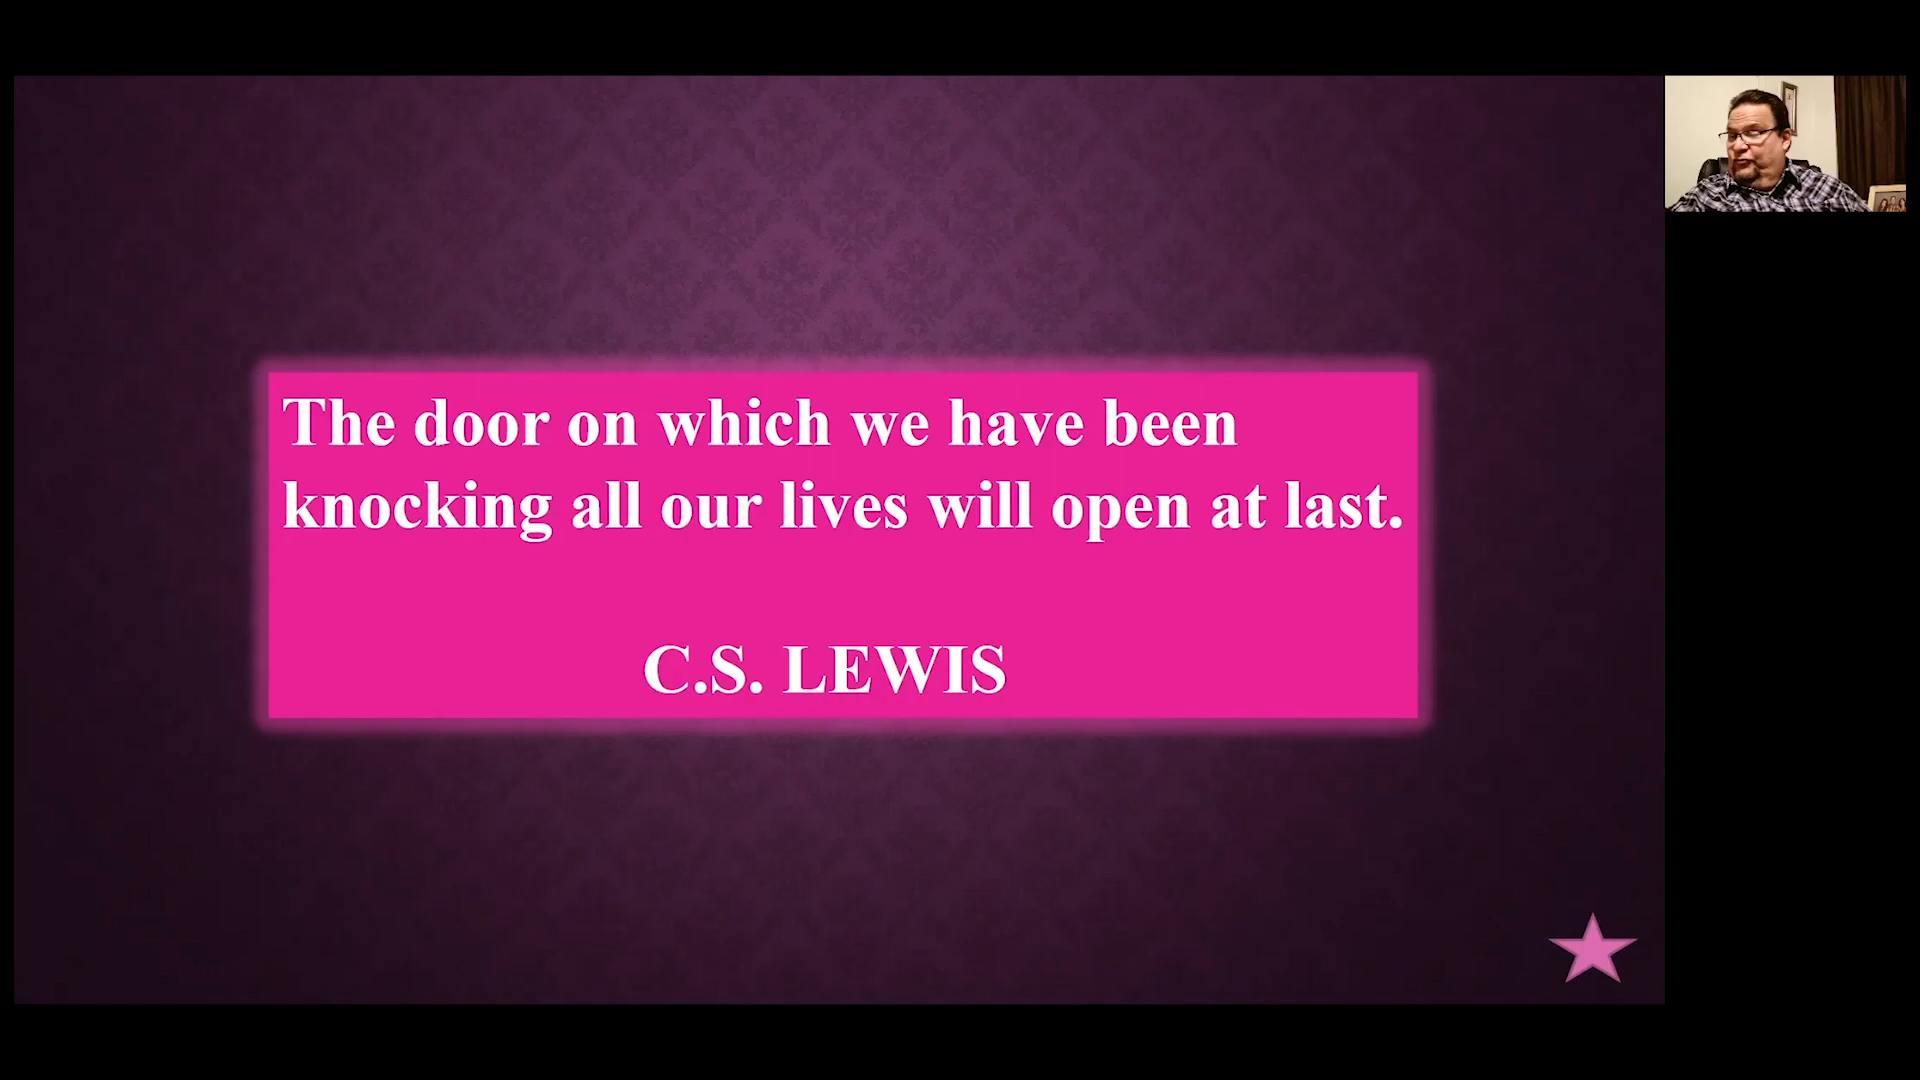 The door on which we have been
knocking all our lives will open at last.
C.S. LEWIS